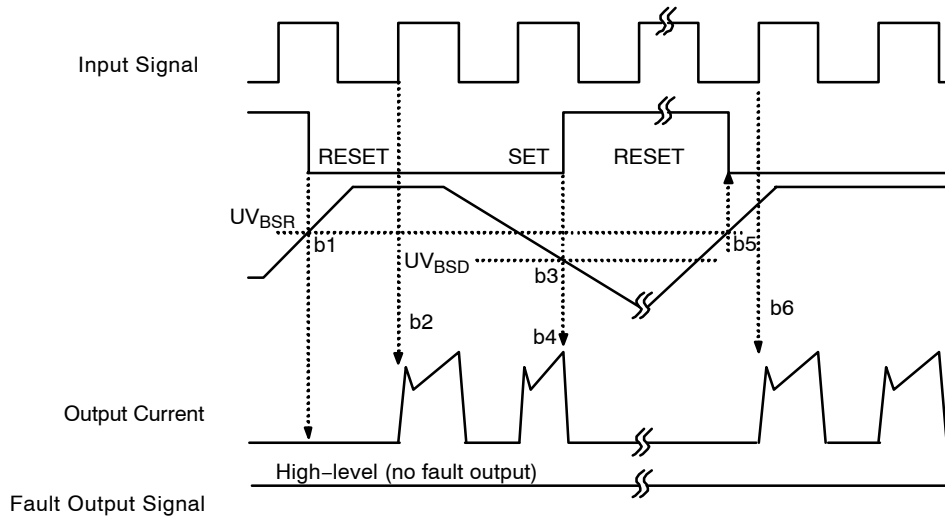 Input Signal
RESET SET RESET
UVBSR
b1
b5
UVBSD
b3
b2
b4
b6
Output Current
High−level (no fault output)
Fault Output Signal